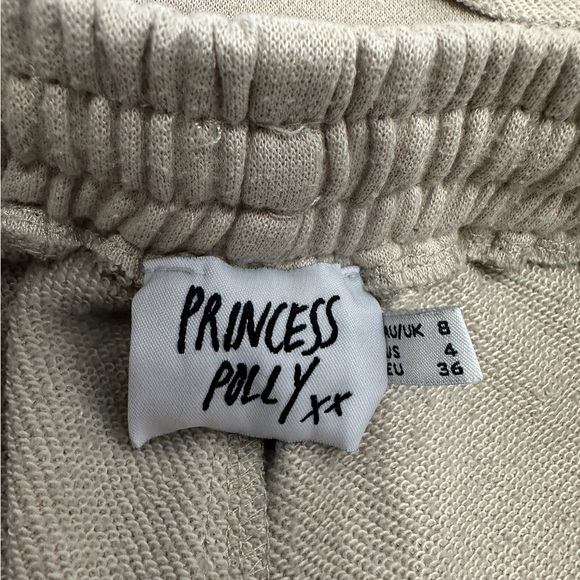 PRINCESS
POLLY xx
AU/UK 8
US 4
EU 36